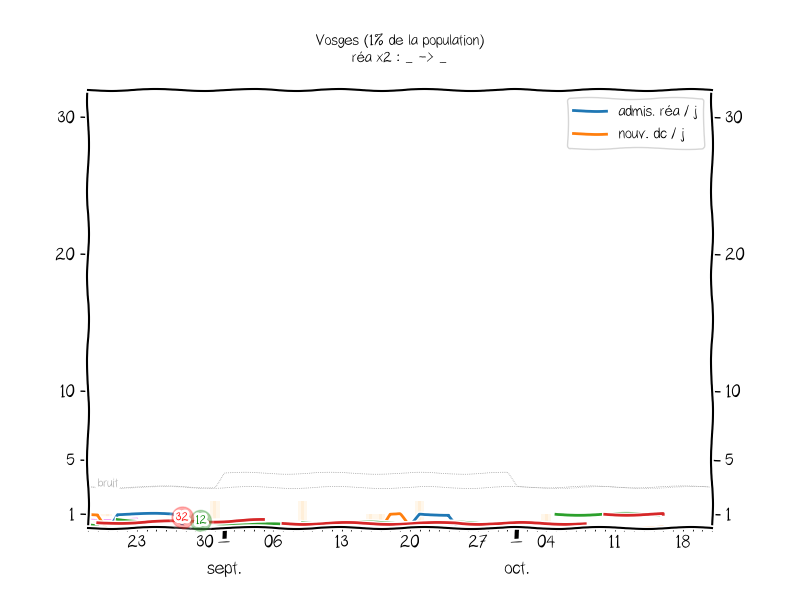 Vosges (1% de la population)
réa x2 : _ -> _
admis. réa / j
nouv. dc / j
30 30
20 20
10 10
5 5
bruit
1 32 12 1
23 30 06 13 20 27 04 11 18
sept. oct.